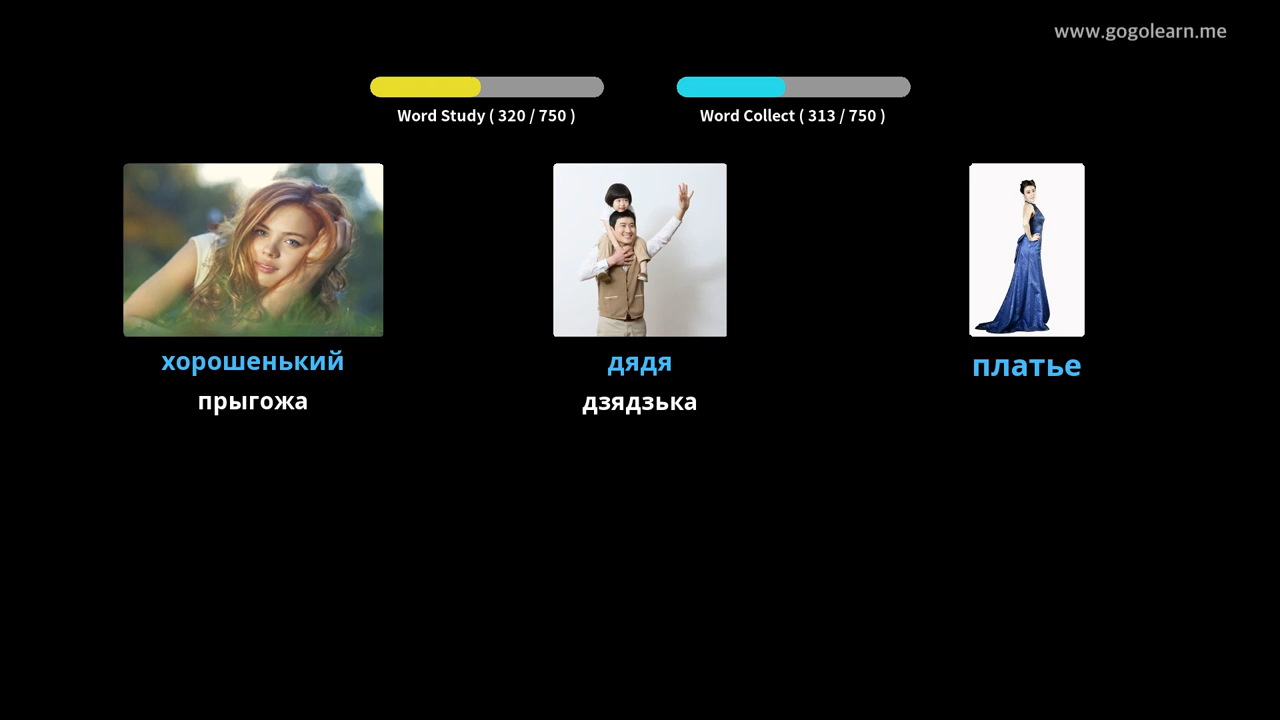 www.gogolearn.me
Word Study ( 320 / 750 )
Word Collect ( 313 / 750 )
хорошенький
прыгожа
дядя
дзядзька
платье